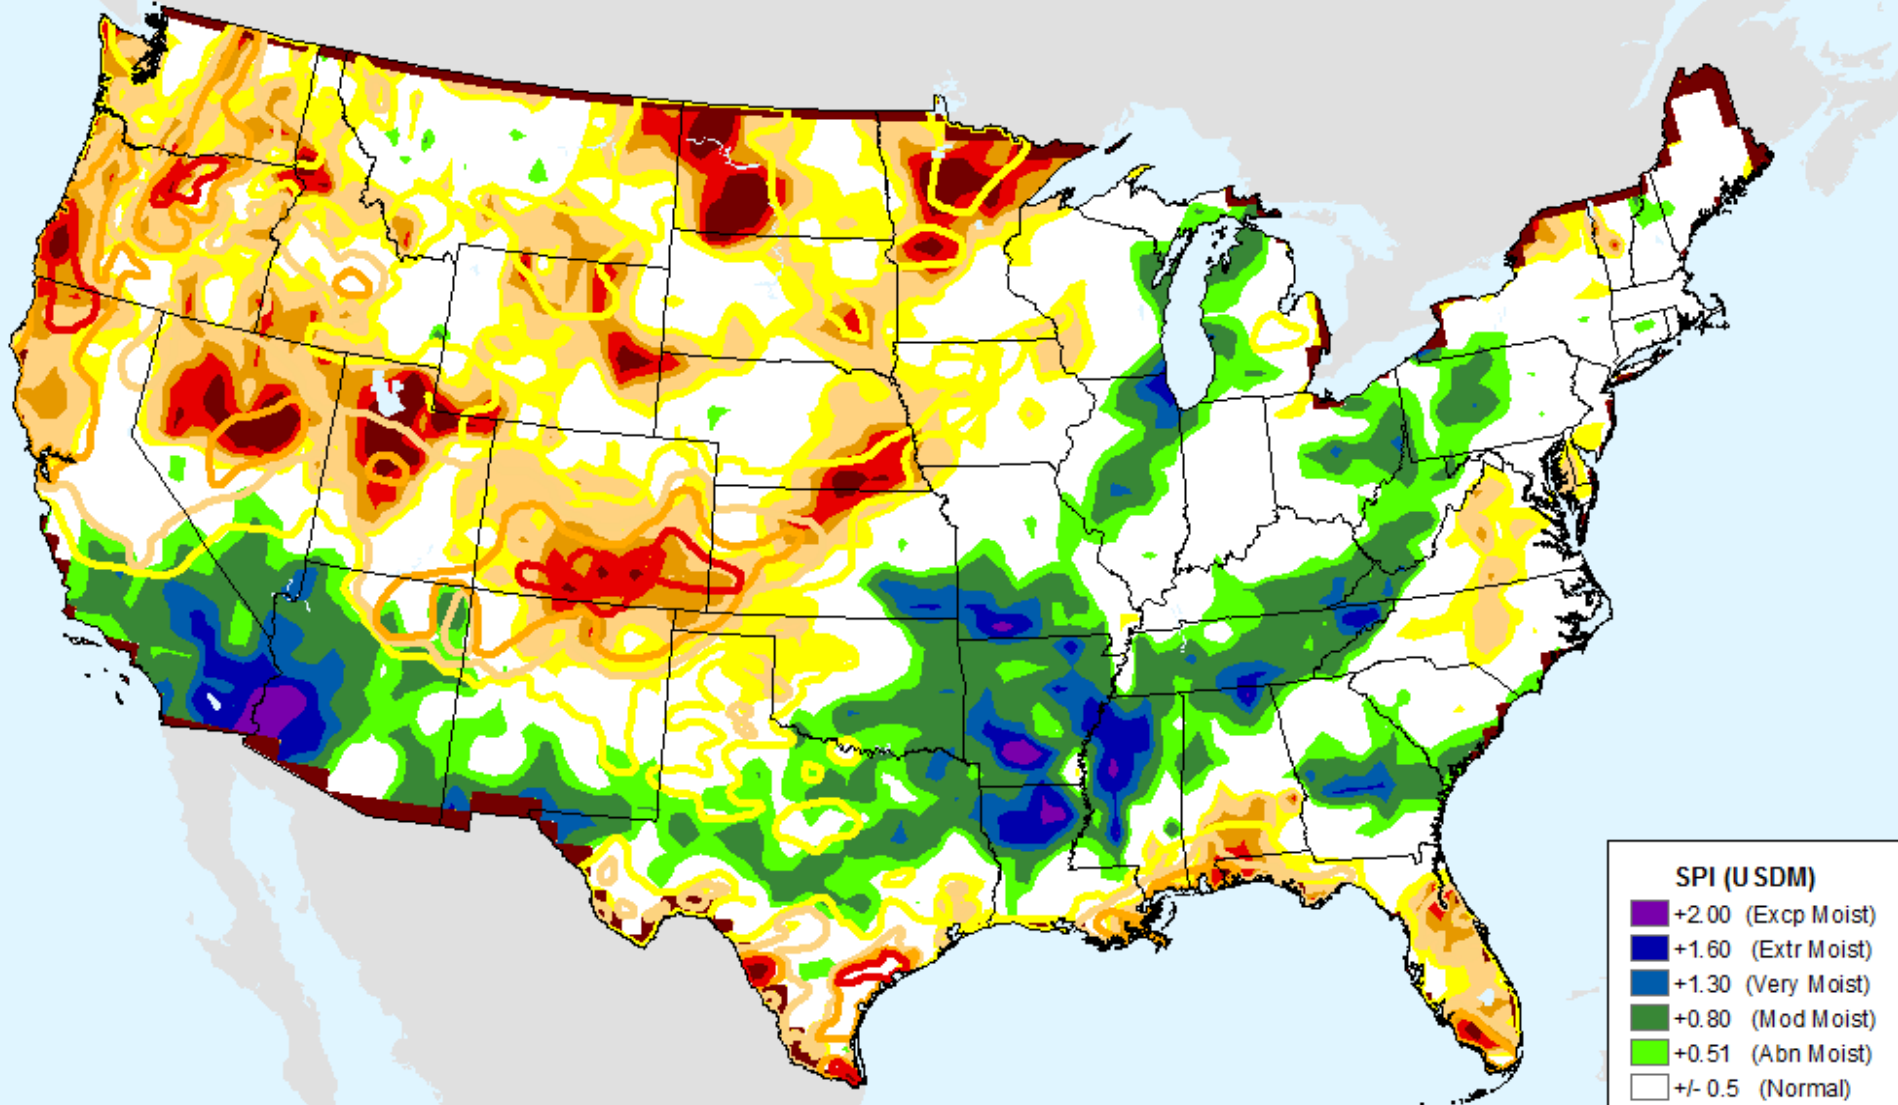 SPI (USDM)
+2.00 (Excp Moist)
+1.60 (Extr Moist)
+1.30 (Very Moist)
+0.80 (Mod Moist)
+0.51 (Abn Moist)
+/- 0.5 (Normal)